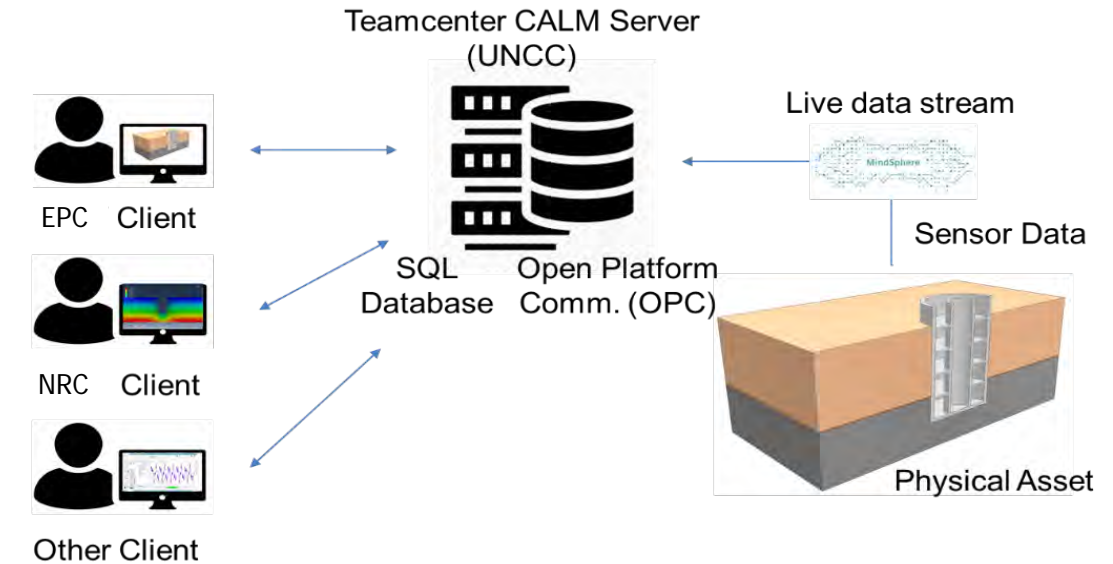 Teamcenter CALM Server
(UNCC)
Live data stream
MindSphere
EPC Client
Sensor Data
SQL
Database
Open Platform
Comm. (OPC)
NRC Client
Physical Asset
Other Client